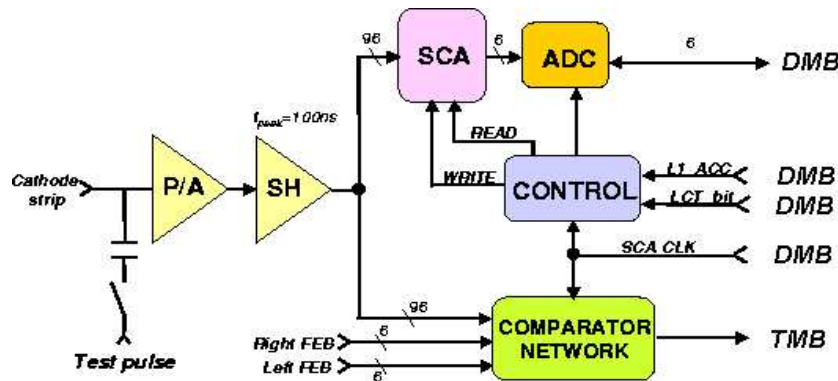 96
SCA
6
ADC
6
DMB
tpeak=100ns
READ
Cathode
strip
P/A
SH
WRITE
CONTROL
L1_ACC
DMB
LCT_bit
DMB
SCA CLK
DMB
96
Right FEB
6
Left FEB
6
COMPARATOR
NETWORK
TMB
Test pulse